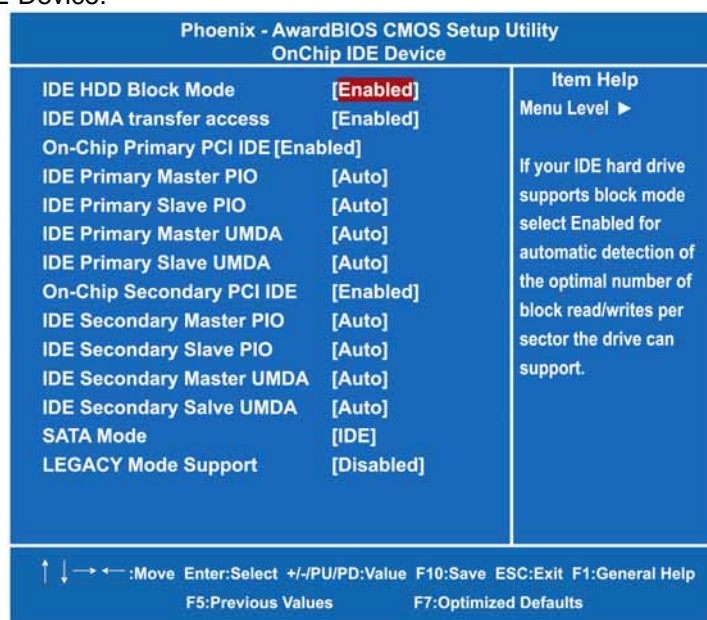 E Device.
Phoenix - AwardBIOS CMOS Setup Utility
OnChip IDE Device
IDE HDD Block Mode [Enabled]
IDE DMA transfer access [Enabled]
On-Chip Primary PCI IDE [Enabled]
IDE Primary Master PIO [Auto]
IDE Primary Slave PIO [Auto]
IDE Primary Master UMDA [Auto]
IDE Primary Slave UMDA [Auto]
On-Chip Secondary PCI IDE [Enabled]
IDE Secondary Master PIO [Auto]
IDE Secondary Slave PIO [Auto]
IDE Secondary Master UMDA [Auto]
IDE Secondary Salve UMDA [Auto]
SATA Mode [IDE]
LEGACY Mode Support [Disabled]
Item Help
Menu Level ►
If your IDE hard drive
supports block mode
select Enabled for
automatic detection of
the optimal number of
block read/writes per
sector the drive can
support.
↑ ↓ → ← :Move Enter:Select +/-/PU/PD:Value F10:Save ESC:Exit F1:General Help
F5:Previous Values F7:Optimized Defaults